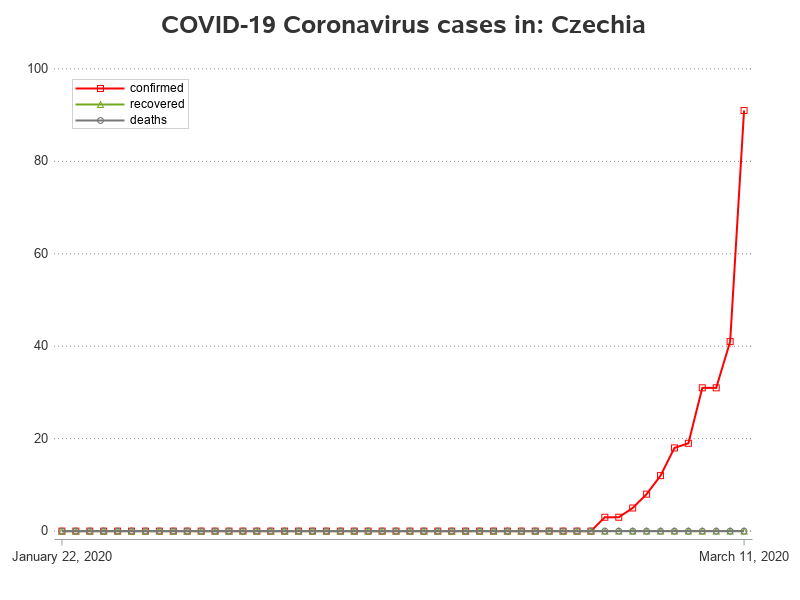 COVID-19 Coronavirus cases in: Czechia
100
confirmed
recovered
deaths
80
60
40
20
0
January 22, 2020
March 11, 2020